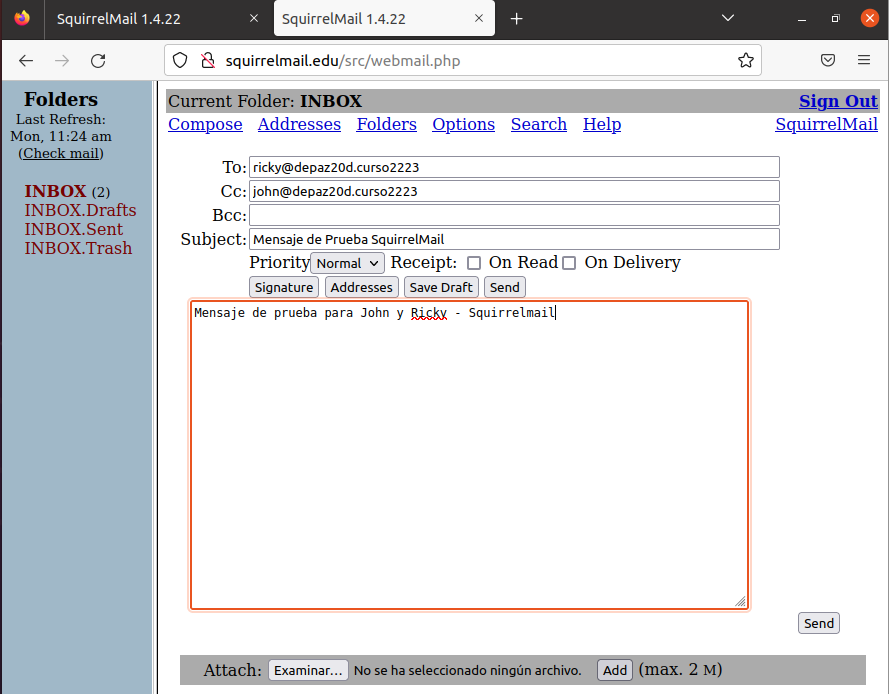 SquirrelMail 1.4.22
SquirrelMail 1.4.22
squirrelmail.edu/src/webmail.php
Folders
Last Refresh:
Mon, 11:24 am
(Check mail)
INBOX (2)
INBOX.Drafts
INBOX.Sent
INBOX.Trash
Current Folder: INBOX Sign Out
Compose Addresses Folders Options Search Help SquirrelMail
To: ricky@depaz20d.curso2223
Cc: john@depaz20d.curso2223
Bcc:
Subject: Mensaje de Prueba SquirrelMail
Priority Normal Receipt: On Read On Delivery
Signature Addresses Save Draft Send
Mensaje de prueba para John y Ricky - Squirrelmail
Send
Attach: Examinar... No se ha seleccionado ningún archivo. Add (max. 2 M)